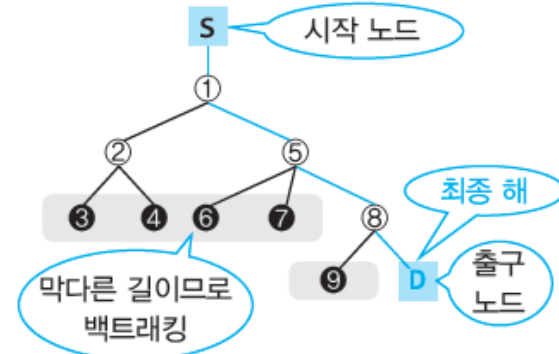 S
시작 노드
①
② ⑤
❸ ❹ ❻ ❼ ⑧
최종 해
❾ D
출구
노드
막다른 길이므로
백트래킹